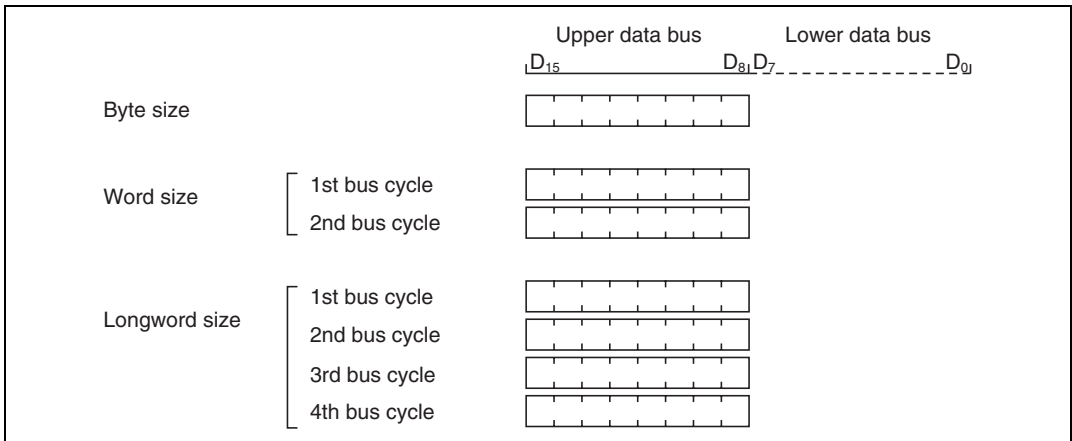 Upper data bus Lower data bus
D15 D8 D7 D0
Byte size
Word size
1st bus cycle
2nd bus cycle
Longword size
1st bus cycle
2nd bus cycle
3rd bus cycle
4th bus cycle